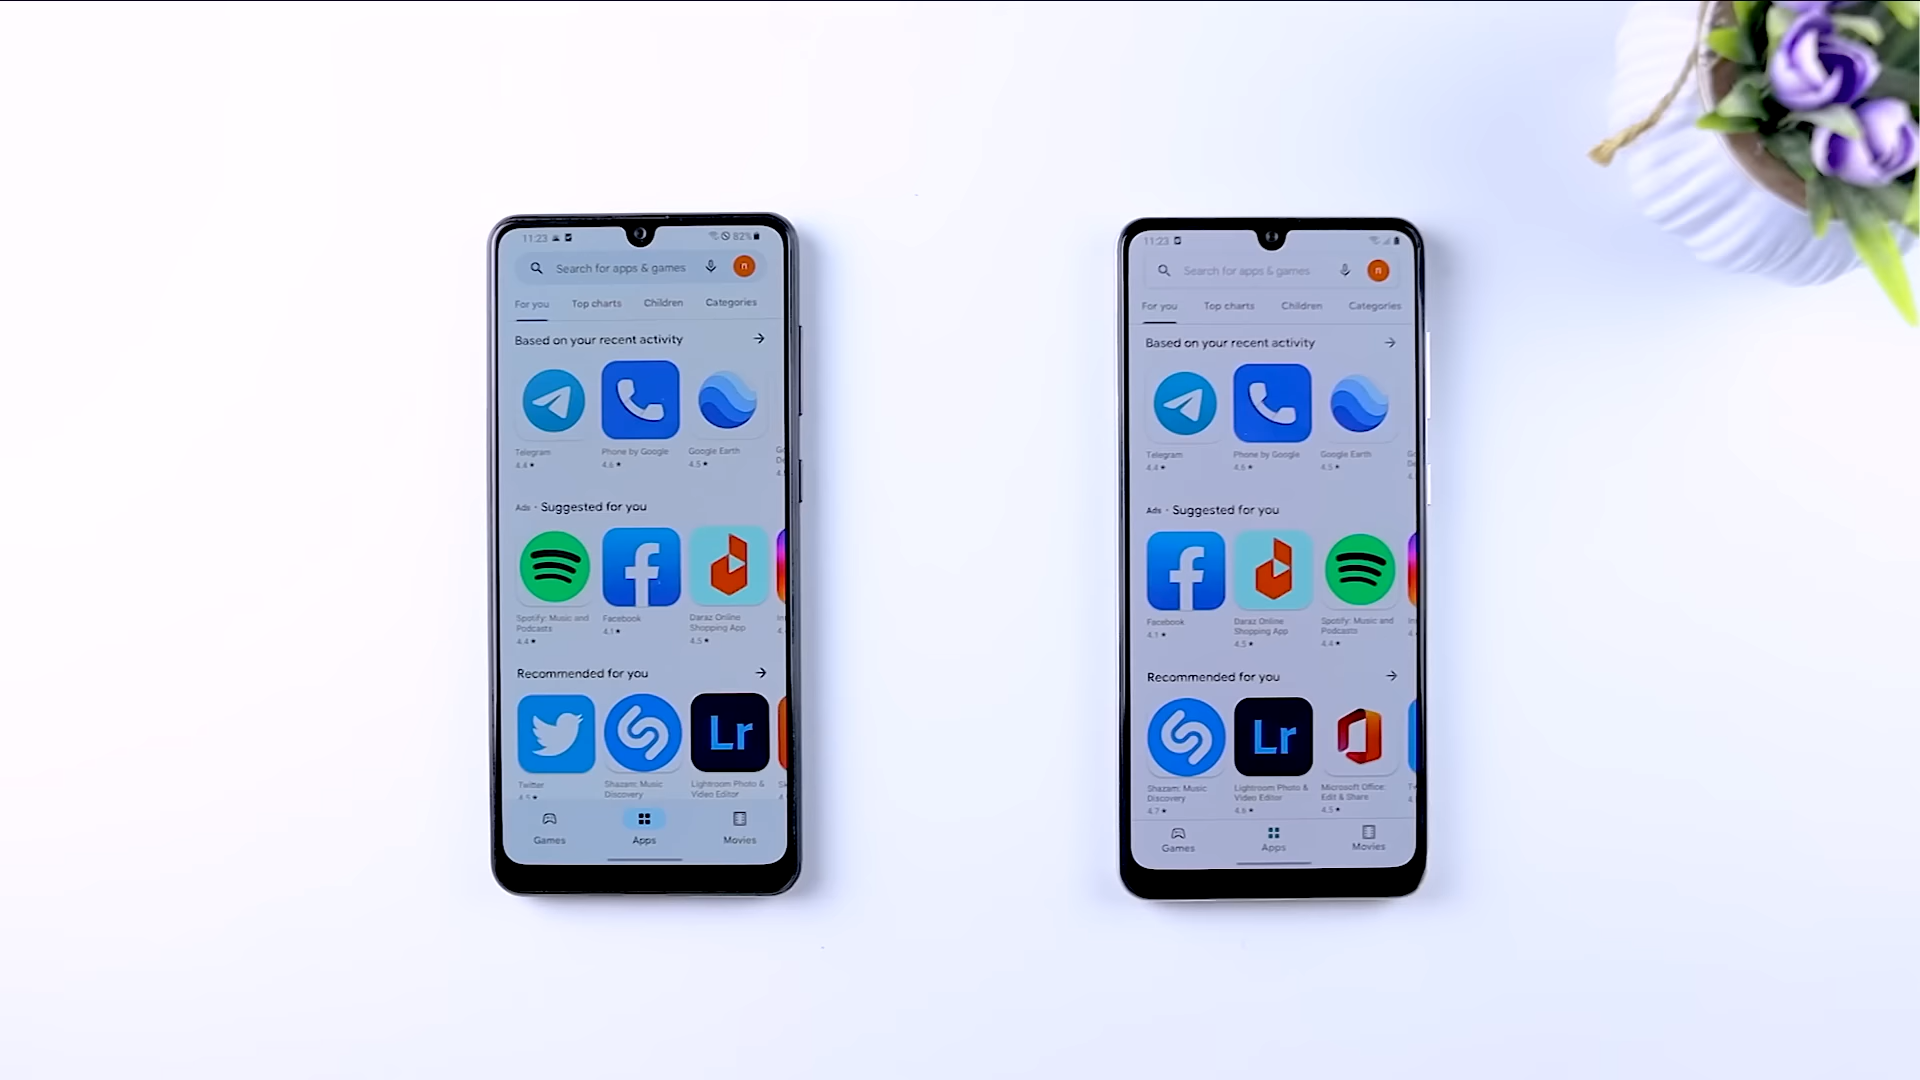 11:23
82%
Search for apps & games
n
For you Top charts Children Categories
Based on your recent activity
Telegram Phone by Google Google Earth
4.4★ 4.6★ 4.5★
Ads · Suggested for you
Spotify: Music and Podcasts
4.4★
Facebook
4.1★
Daraz Online Shopping App
4.5★
Recommended for you
Lr
Twitter
Shazam: Music Discovery
Lightroom Photo & Video Editor
Games Apps Movies
11:23
Search for apps & games
n
For you Top charts Children Categories
Based on your recent activity
Telegram Phone by Google Google Earth
4.4★ 4.6★ 4.5★
Ads · Suggested for you
Facebook
4.1★
Daraz Online Shopping App
4.5★
Spotify: Music and Podcasts
4.4★
Recommended for you
Lr
Shazam: Music Discovery
4.7★
Lightroom Photo & Video Editor
4.6★
Microsoft Office: Edit & Share
4.5★
Games Apps Movies